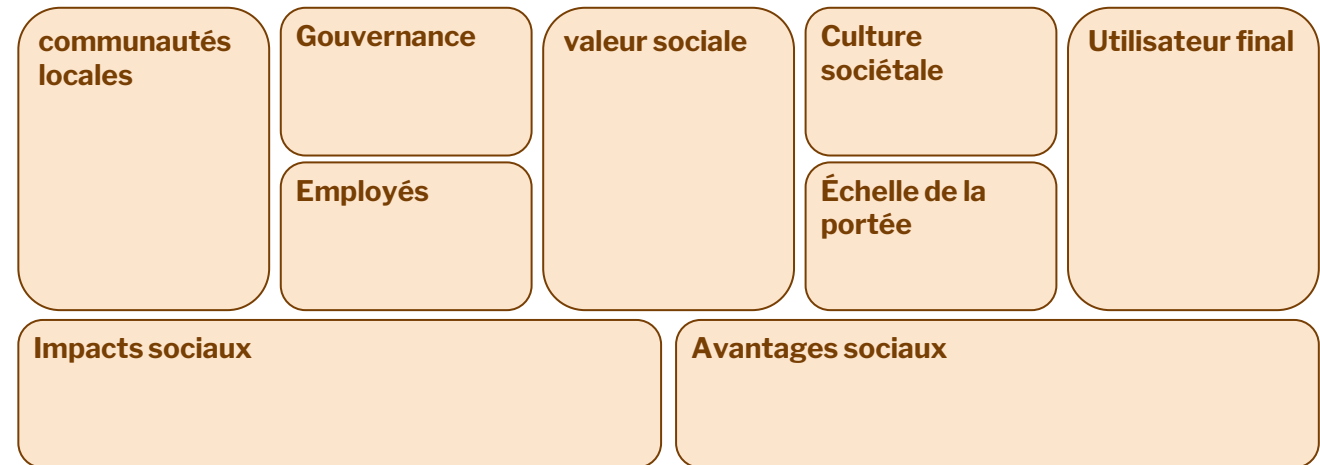 communautés
locales
Gouvernance
Employés
valeur sociale
Culture
sociétale
Échelle de la
portée
Utilisateur final
Impacts sociaux
Avantages sociaux